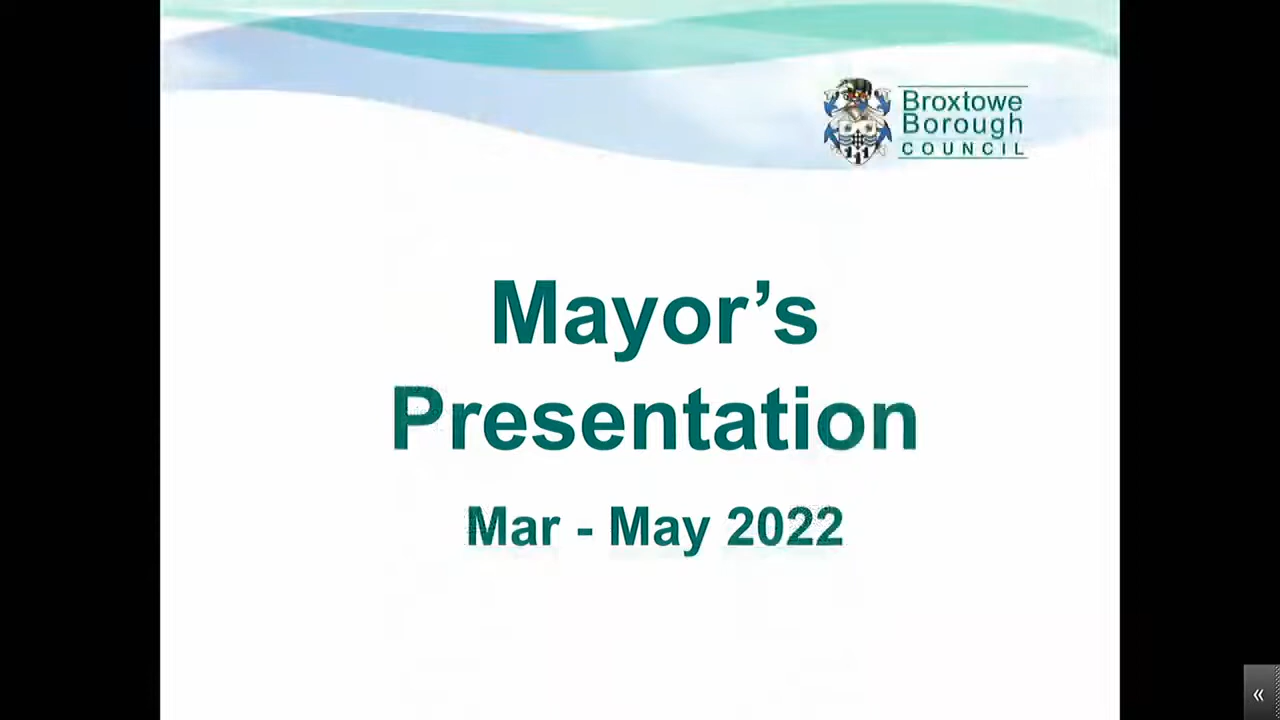 Broxtowe
Borough
COUNCIL
Mayor’s
Presentation
Mar - May 2022
«